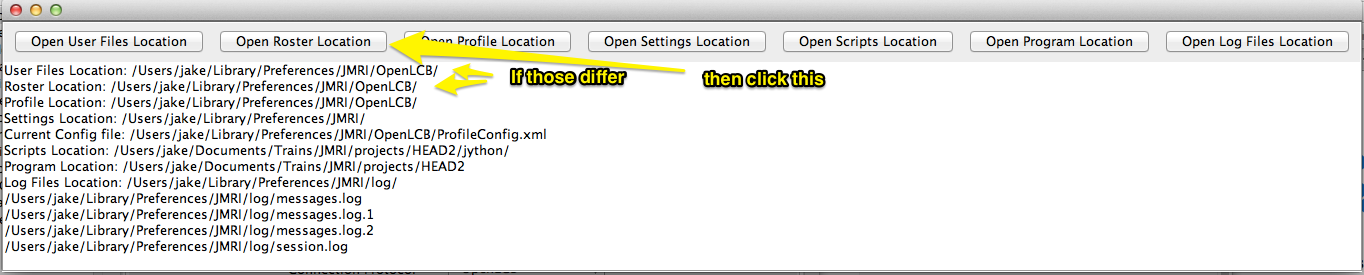 Open User Files Location Open Roster Location Open Profile Location Open Settings Location Open Scripts Location Open Program Location Open Log Files Location
User Files Location: /Users/jake/Library/Preferences/JMRI/OpenLCB/
If those differ
then click this
Roster Location: /Users/jake/Library/Preferences/JMRI/OpenLCB/
Profile Location: /Users/jake/Library/Preferences/JMRI/OpenLCB/
Settings Location: /Users/jake/Library/Preferences/JMRI/
Current Config file: /Users/jake/Library/Preferences/JMRI/OpenLCB/ProfileConfig.xml
Scripts Location: /Users/jake/Documents/Trains/JMRI/projects/HEAD2/jython/
Program Location: /Users/jake/Documents/Trains/JMRI/projects/HEAD2
Log Files Location: /Users/jake/Library/Preferences/JMRI/log/
/Users/jake/Library/Preferences/JMRI/log/messages.log
/Users/jake/Library/Preferences/JMRI/log/messages.log.1
/Users/jake/Library/Preferences/JMRI/log/messages.log.2
/Users/jake/Library/Preferences/JMRI/log/session.log